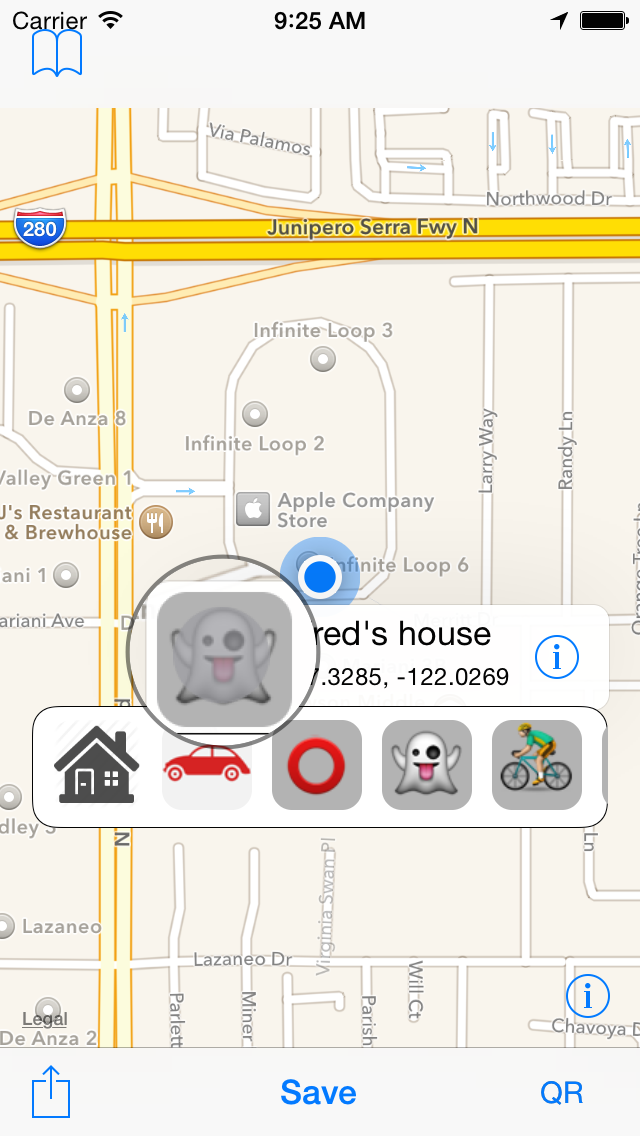 Carrier
9:25 AM
Via Palamos
Northwood Dr
280
Junipero Serra Fwy N
Infinite Loop 3
De Anza 8
Infinite Loop 2
Larry Way
Randy Ln
Valley Green 1
Apple Company
Store
J's Restaurant
& Brewhouse
Infinite Loop 6
ani 1
ariani Ave
D
red's house
7.3285, -122.0269
i
dley 3
N
Ln
Virginia Swan Pl
Lazaneo
Lazaneo Dr
Will Ct
Parlett
Miner
Parish
i
Legal
De Anza 2
Chavoya D
Save
QR